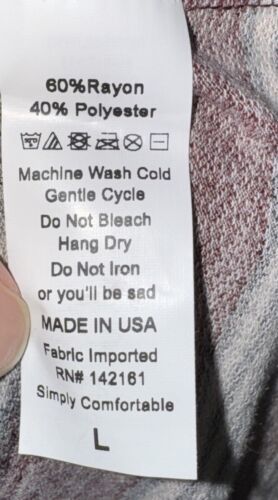 60%Rayon
40% Polyester
Machine Wash Cold
Gentle Cycle
Do Not Bleach
Hang Dry
Do Not Iron
or you'll be sad
MADE IN USA
Fabric Imported
RN# 142161
Simply Comfortable
L